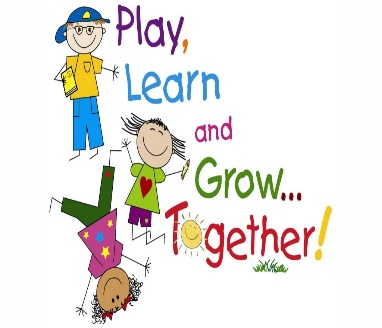 Play,
Learn
and
Grow...
Together!